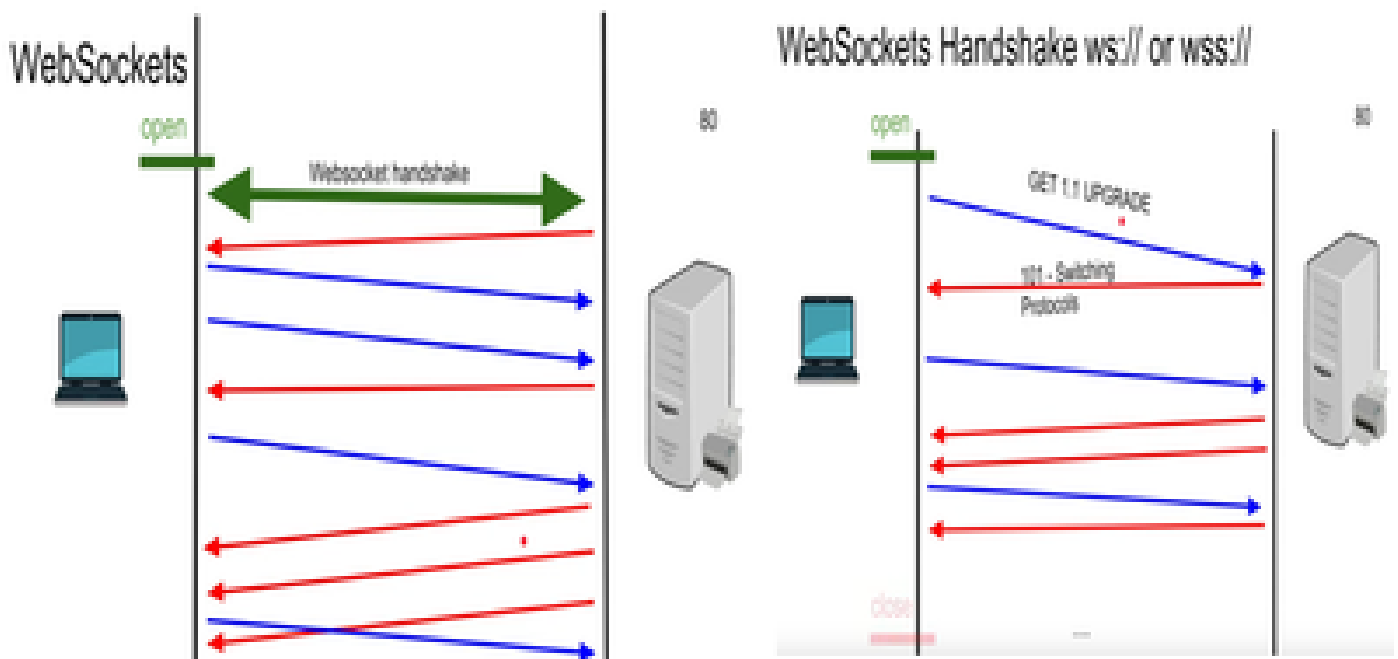 WebSockets
open
Websocket handshake
80
WebSockets Handshake ws:// or wss://
open
80
GET 1.1 UPGRADE
101 - Switching
Protocols
close